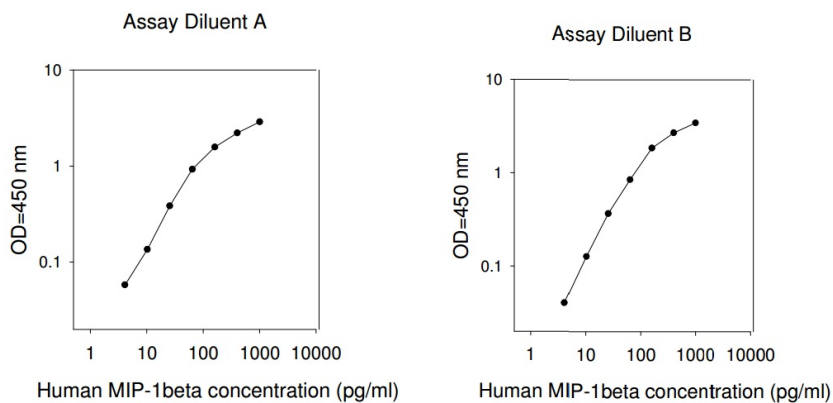 Assay Diluent A
10
1
0.1
OD=450 nm
1 10 100 1000 10000
Human MIP-1beta concentration (pg/ml)
Assay Diluent B
10
1
0.1
OD=450 nm
1 10 100 1000 10000
Human MIP-1beta concentration (pg/ml)